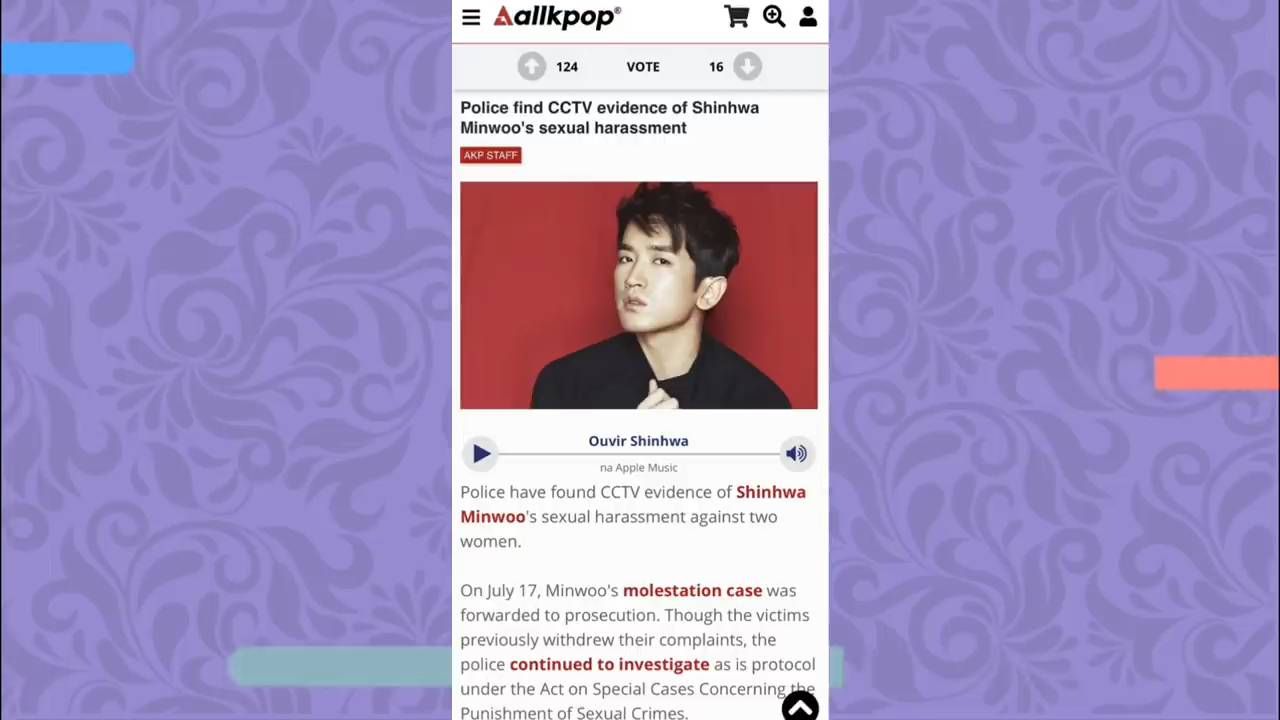 allkpop®
124 VOTE 16
Police find CCTV evidence of Shinhwa
Minwoo's sexual harassment
AKP STAFF
Ouvir Shinhwa
na Apple Music
Police have found CCTV evidence of Shinhwa
Minwoo's sexual harassment against two
women.
On July 17, Minwoo's molestation case was
forwarded to prosecution. Though the victims
previously withdrew their complaints, the
police continued to investigate as is protocol
under the Act on Special Cases Concerning the
Punishment of Sexual Crimes.